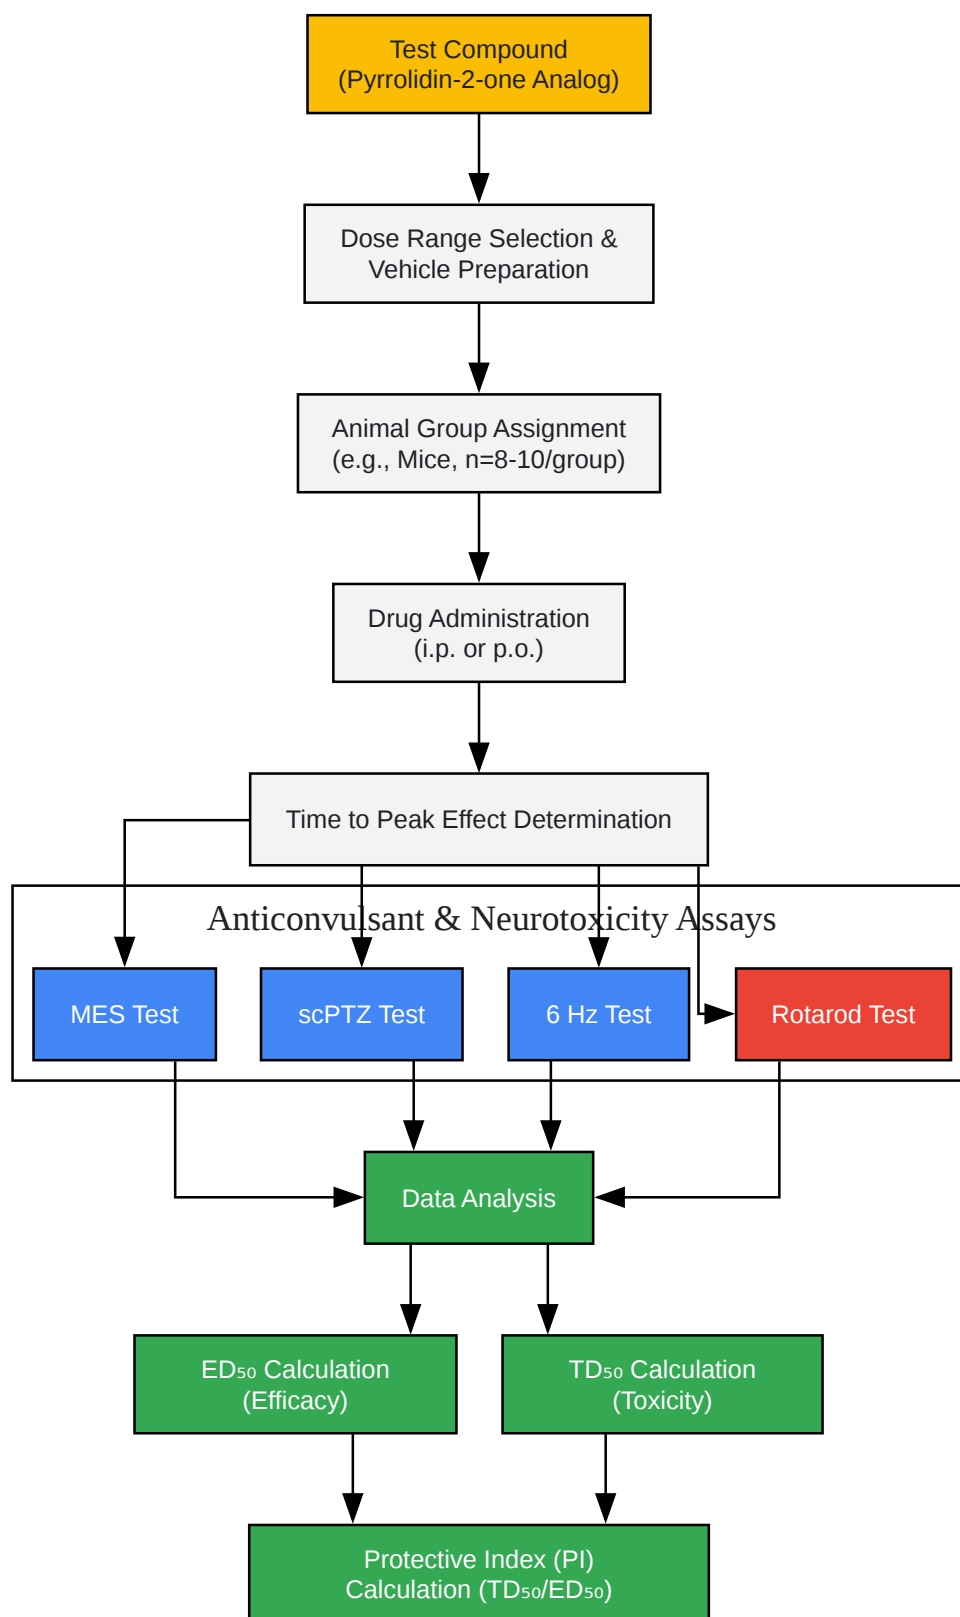 Test Compound
(Pyrrolidin-2-one Analog)
Dose Range Selection &
Vehicle Preparation
Animal Group Assignment
(e.g., Mice, n=8-10/group)
Drug Administration
(i.p. or p.o.)
Time to Peak Effect Determination
Anticonvulsant & Neurotoxicity Assays
MES Test
scPTZ Test
6 Hz Test
Rotarod Test
Data Analysis
ED₅₀ Calculation
(Efficacy)
TD₅₀ Calculation
(Toxicity)
Protective Index (PI)
Calculation (TD₅₀/ED₅₀)